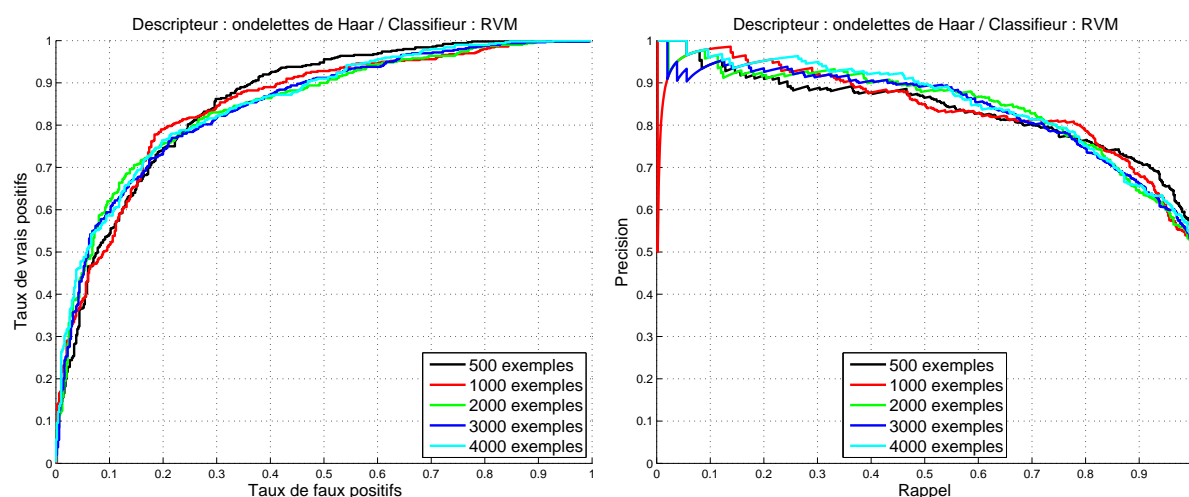 Descripteur : ondelettes de Haar / Classifieur : RVM
1
0.9
0.8
0.7
0.6
0.5
0.4
0.3
0.2
0.1
0
0 0.1 0.2 0.3 0.4 0.5 0.6 0.7 0.8 0.9 1
Taux de vrais positifs
Taux de faux positifs
500 exemples
1000 exemples
2000 exemples
3000 exemples
4000 exemples
Descripteur : ondelettes de Haar / Classifieur : RVM
1
0.9
0.8
0.7
0.6
0.5
0.4
0.3
0.2
0.1
0
0 0.1 0.2 0.3 0.4 0.5 0.6 0.7 0.8 0.9
Precision
Rappel
500 exemples
1000 exemples
2000 exemples
3000 exemples
4000 exemples